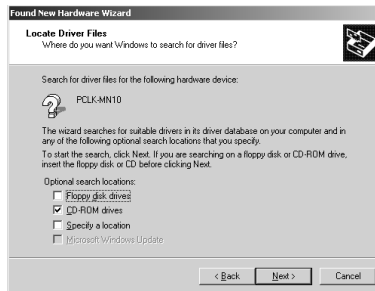 Found New Hardware Wizard
Locate Driver Files
Where do you want Windows to search for driver files?
Search for driver files for the following hardware device:
PCLK-MN10
The wizard searches for suitable drivers in its driver database on your computer and in
any of the following optional search locations that you specify.
To start the search, click Next. If you are searching on a floppy disk or CD-ROM drive,
insert the floppy disk or CD before clicking Next.
Optional search locations:
Floppy disk drives
CD-ROM drives
Specify a location
Microsoft Windows Update
< Back Next > Cancel